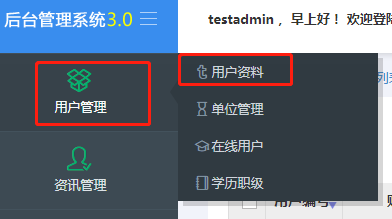 后台管理系统3.0
testadmin ，早上好！ 欢迎登陆
用户管理
用户资料
单位管理
在线用户
学历职级
资讯管理
用户编号